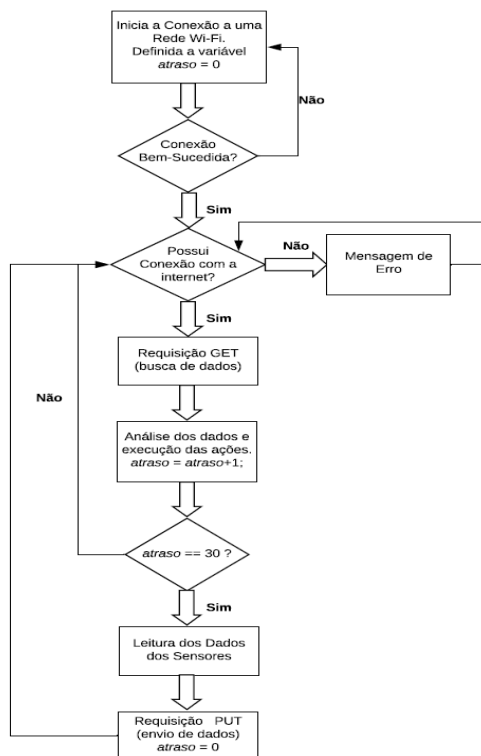 Inicia a Conexão a uma
Rede Wi-Fi.
Definida a variável
atraso = 0
Não
Conexão
Bem-Sucedida?
Sim
Possui
Conexão com a
internet?
Não
Mensagem de
Erro
Sim
Requisição GET
(busca de dados)
Não
Análise dos dados e
execução das ações.
atraso = atraso+1;
atraso == 30 ?
Sim
Leitura dos Dados
dos Sensores
Requisição PUT
(envio de dados)
atraso = 0